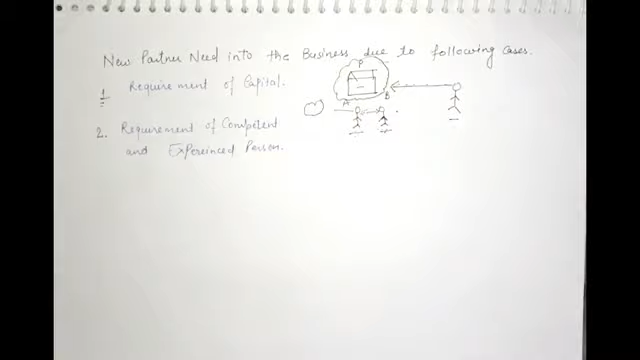 New Partner Need into the Business due to following cases.
1 Requirement of Capital.
P
A B
2. Requirement of Competent
and Expereinced Person.